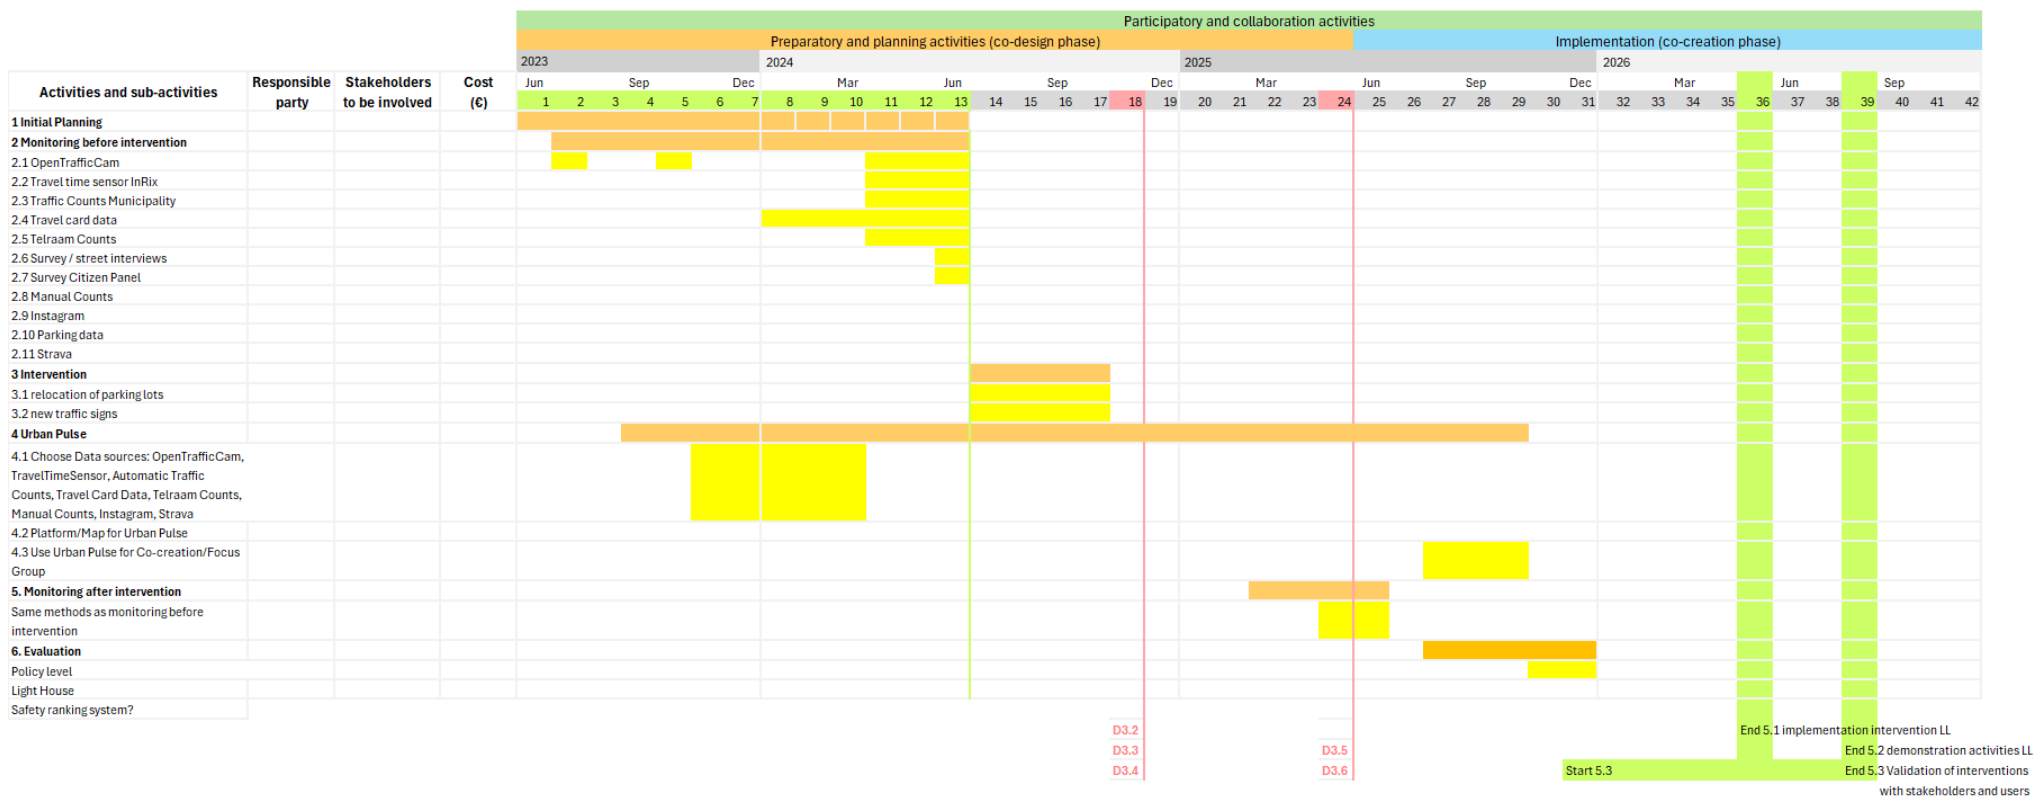 Participatory and collaboration activities
Preparatory and planning activities (co-design phase) Implementation (co-creation phase)
2023 2024 2025 2026
Activities and sub-activities Responsible party Stakeholders to be involved Cost (€) Jun Sep Dec Mar Jun Sep Dec Mar Jun Sep Dec Mar Jun Sep
1 2 3 4 5 6 7 8 9 10 11 12 13 14 15 16 17 18 19 20 21 22 23 24 25 26 27 28 29 30 31 32 33 34 35 36 37 38 39 40 41 42
1 Initial Planning
2 Monitoring before intervention
2.1 OpenTrafficCam
2.2 Travel time sensor InRix
2.3 Traffic Counts Municipality
2.4 Travel card data
2.5 Telraam Counts
2.6 Survey / street interviews
2.7 Survey Citizen Panel
2.8 Manual Counts
2.9 Instagram
2.10 Parking data
2.11 Strava
3 Intervention
3.1 relocation of parking lots
3.2 new traffic signs
4 Urban Pulse
4.1 Choose Data sources: OpenTrafficCam,
TravelTimeSensor, Automatic Traffic
Counts, Travel Card Data, Telraam Counts,
Manual Counts, Instagram, Strava
4.2 Platform/Map for Urban Pulse
4.3 Use Urban Pulse for Co-creation/Focus
Group
5. Monitoring after intervention
Same methods as monitoring before
intervention
6. Evaluation
Policy level
Light House
Safety ranking system?
D3.2 End 5.1 implementation intervention LL
D3.3 D3.5 End 5.2 demonstration activities LL
D3.4 D3.6 Start 5.3 End 5.3 Validation of interventions
with stakeholders and users